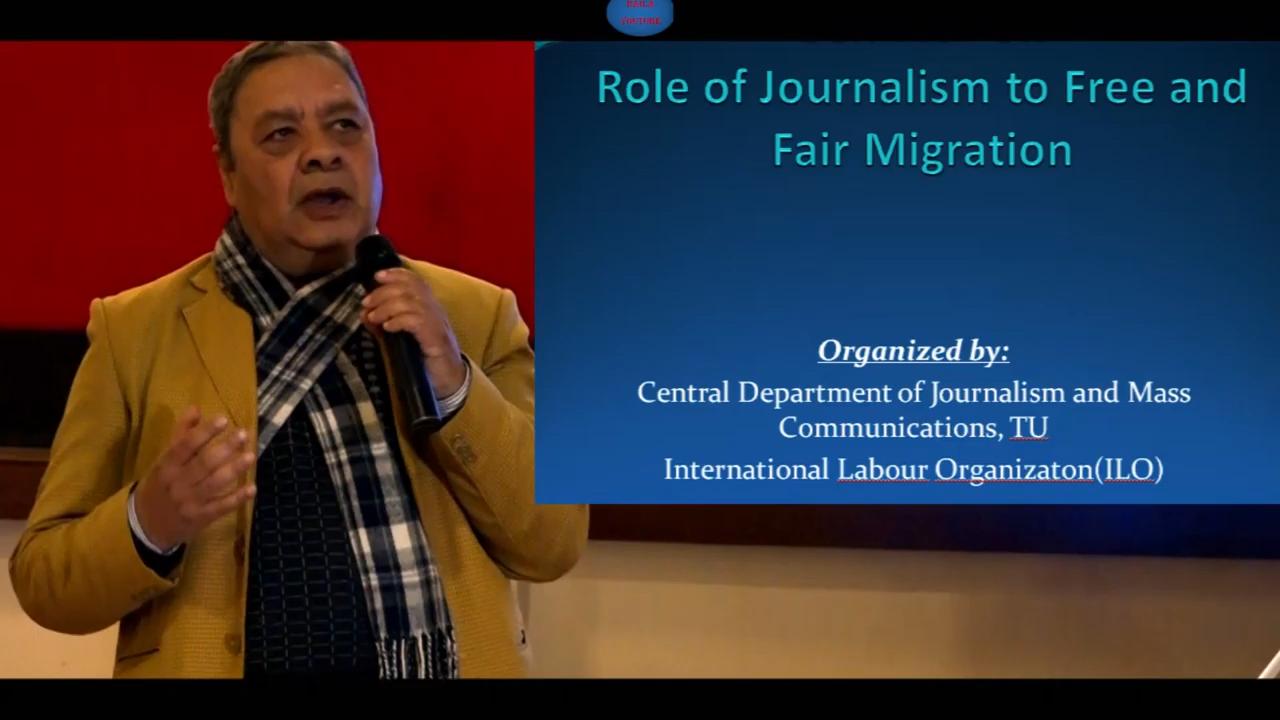 YOUTUBE
Role of Journalism to Free and
Fair Migration
Organized by:
Central Department of Journalism and Mass
Communications, TU
International Labour Organizaton(ILO)